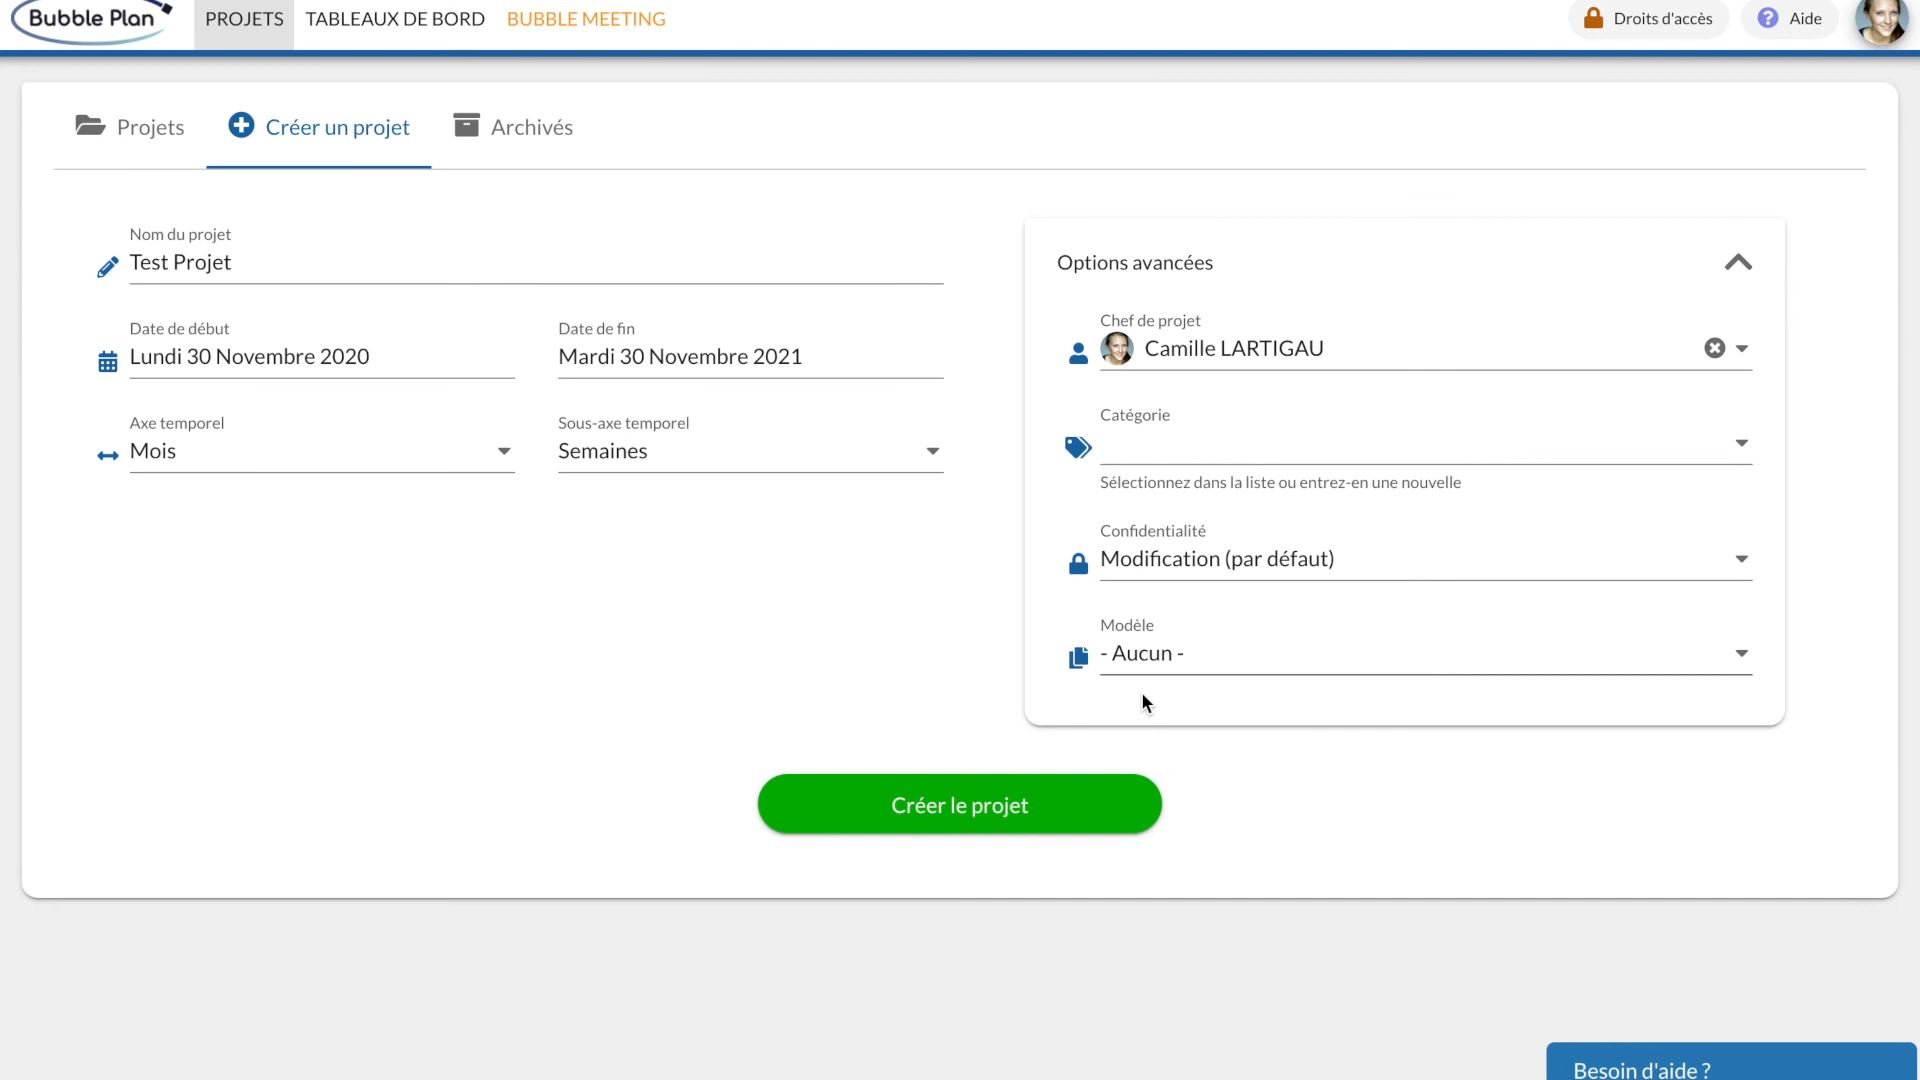 Bubble Plan
PROJETS
TABLEAUX DE BORD
BUBBLE MEETING
Droits d'accès
Aide
Projets
Créer un projet
Archivés
Nom du projet
Test Projet
Date de début
Lundi 30 Novembre 2020
Date de fin
Mardi 30 Novembre 2021
Axe temporel
Mois
Sous-axe temporel
Semaines
Options avancées
Chef de projet
Camille LARTIGAU
Catégorie
Sélectionnez dans la liste ou entrez-en une nouvelle
Confidentialité
Modification (par défaut)
Modèle
- Aucun -
Créer le projet
Besoin d'aide ?